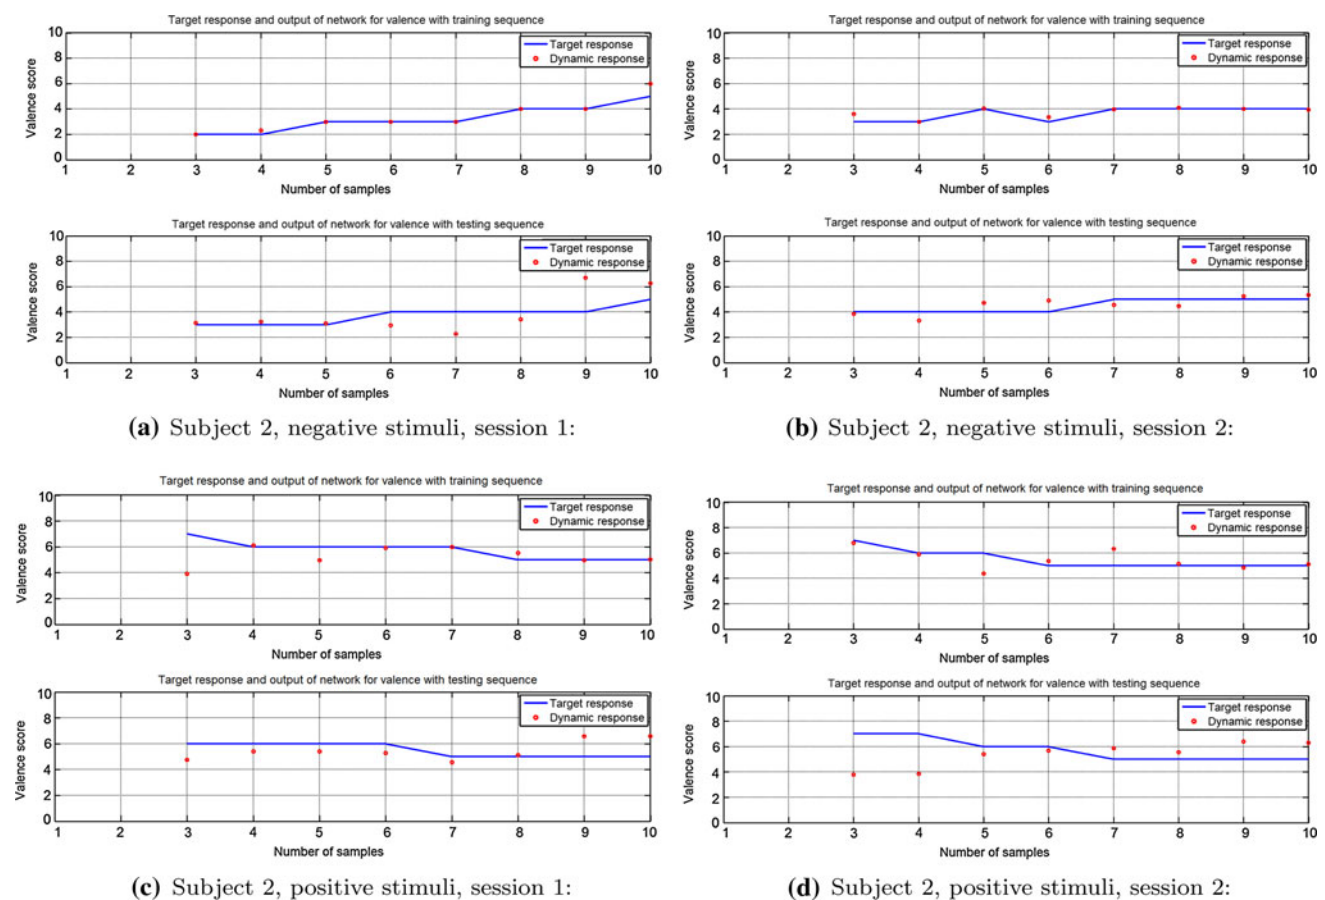 Target response and output of network for valence with training sequence
Valence score
10
8
6
4
2
0
Target response
Dynamic response
1 2 3 4 5 6 7 8 9 10
Number of samples
Target response and output of network for valence with testing sequence
Valence score
10
8
6
4
2
0
Target response
Dynamic response
1 2 3 4 5 6 7 8 9 10
Number of samples
(a) Subject 2, negative stimuli, session 1:
Target response and output of network for valence with training sequence
Valence score
10
8
6
4
2
0
Target response
Dynamic response
1 2 3 4 5 6 7 8 9 10
Number of samples
Target response and output of network for valence with testing sequence
Valence score
10
8
6
4
2
0
Target response
Dynamic response
1 2 3 4 5 6 7 8 9 10
Number of samples
(b) Subject 2, negative stimuli, session 2:
Target response and output of network for valence with training sequence
Valence score
10
8
6
4
2
0
Target response
Dynamic response
1 2 3 4 5 6 7 8 9 10
Number of samples
Target response and output of network for valence with testing sequence
Valence score
10
8
6
4
2
0
Target response
Dynamic response
1 2 3 4 5 6 7 8 9 10
Number of samples
(c) Subject 2, positive stimuli, session 1:
Target response and output of network for valence with training sequence
Valence score
10
8
6
4
2
0
Target response
Dynamic response
1 2 3 4 5 6 7 8 9 10
Number of samples
Target response and output of network for valence with testing sequence
Valence score
10
8
6
4
2
0
Target response
Dynamic response
1 2 3 4 5 6 7 8 9 10
Number of samples
(d) Subject 2, positive stimuli, session 2: